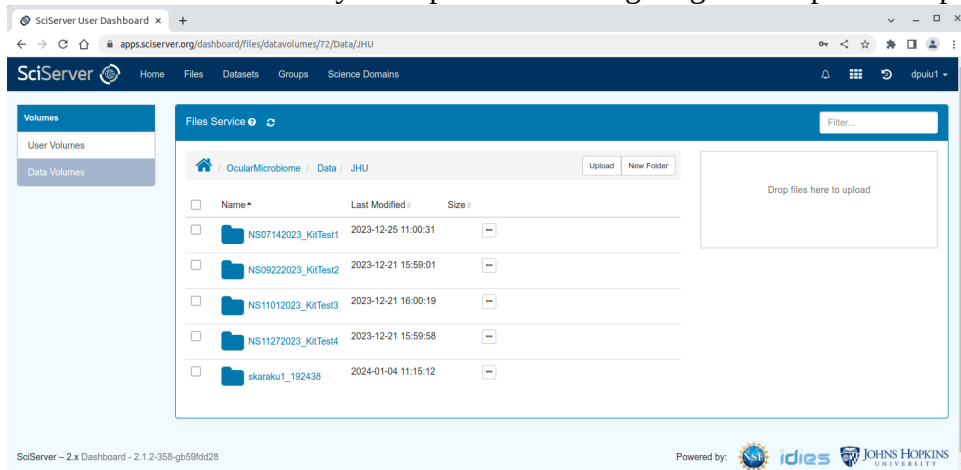 SciServer User Dashboard
apps.sciserver.org/dashboard/files/datavolumes/72/Data/JHU
SciServer Home Files Datasets Groups Science Domains dpuiu1
Volumes
User Volumes
Data Volumes
Files Service
Filter...
/ OcularMicrobiome / Data / JHU
Upload New Folder
Drop files here to upload
Name Last Modified Size
NS07142023_KitTest1 2023-12-25 11:00:31
NS09222023_KitTest2 2023-12-21 15:59:01
NS11012023_KitTest3 2023-12-21 16:00:19
NS11272023_KitTest4 2023-12-21 15:59:58
skaraku1_192438 2024-01-04 11:15:12
SciServer – 2.x Dashboard - 2.1.2-358-gb59fdd28
Powered by: NSF idies JOHNS HOPKINS
UNIVERSITY